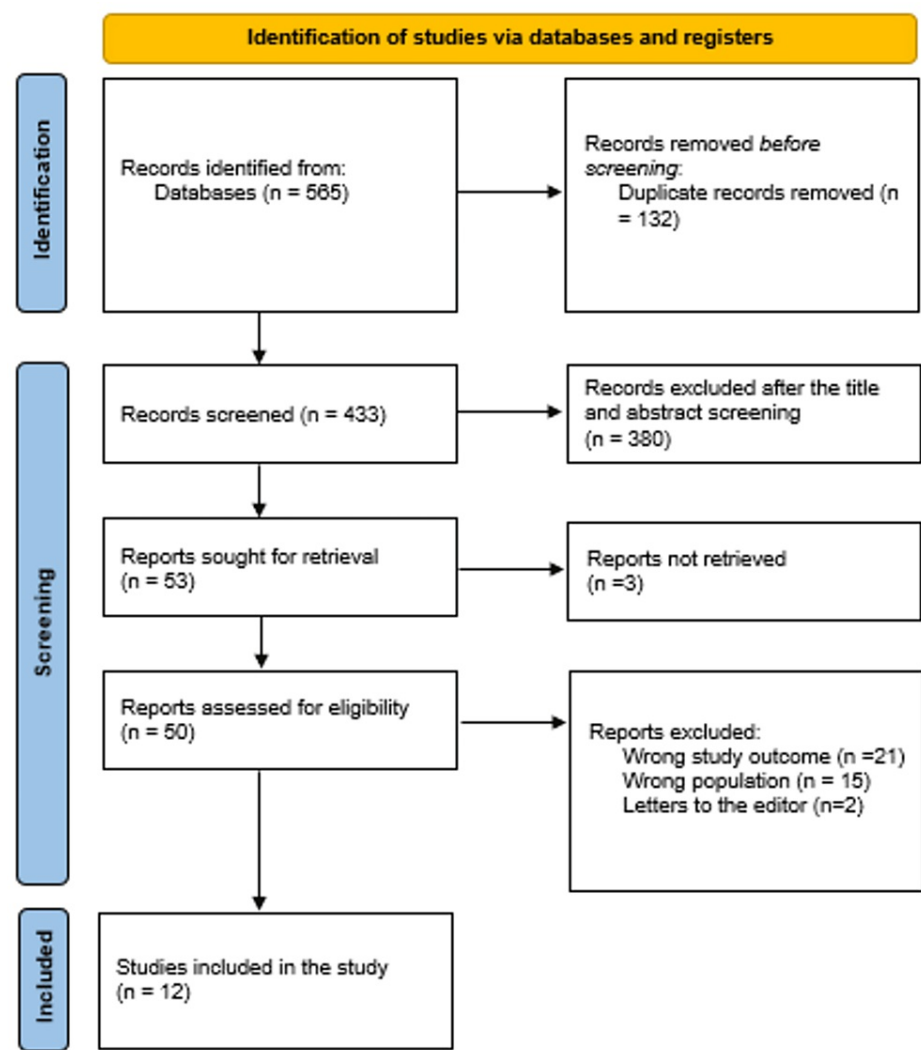 Identification of studies via databases and registers
Identification
Records identified from:
Databases (n = 565)
Records removed before
screening:
Duplicate records removed (n
= 132)
Screening
Records screened (n = 433)
Records excluded after the title
and abstract screening
(n = 380)
Reports sought for retrieval
(n = 53)
Reports not retrieved
(n =3)
Reports assessed for eligibility
(n = 50)
Reports excluded:
Wrong study outcome (n =21)
Wrong population (n = 15)
Letters to the editor (n=2)
Included
Studies included in the study
(n = 12)